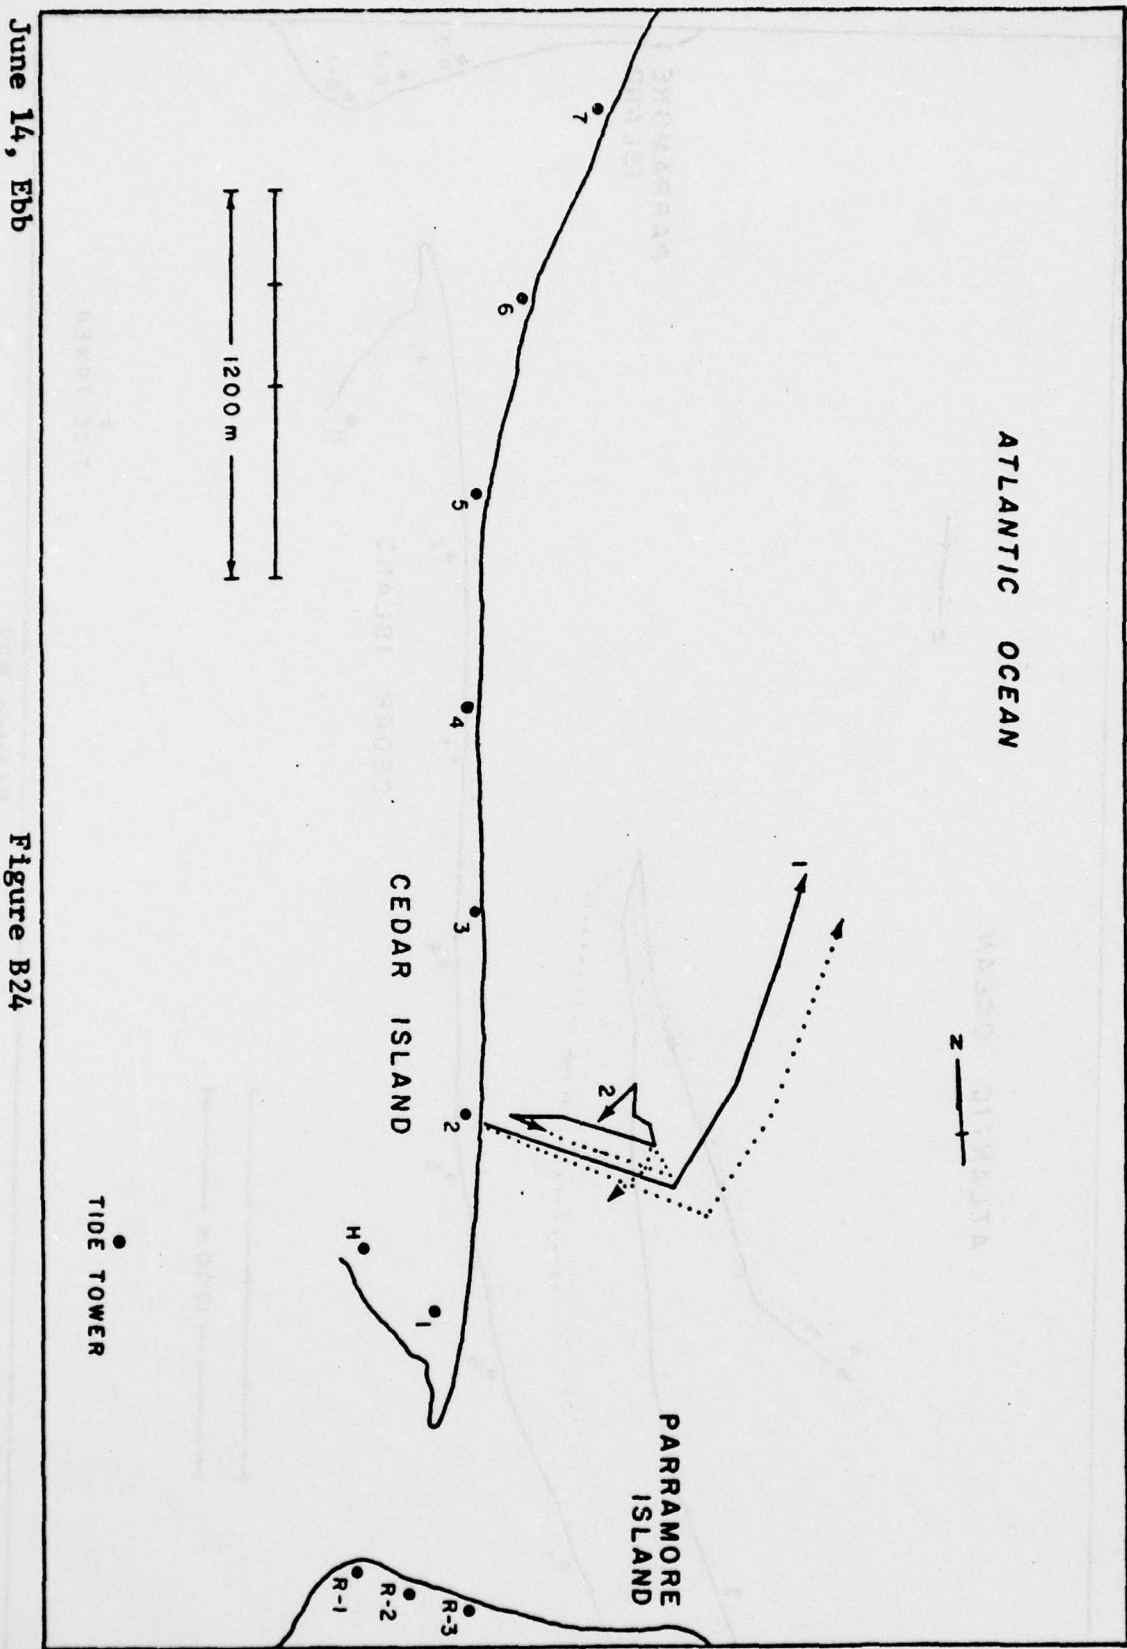 ATLANTIC OCEAN
7
6
5
4
3
2
1
H
1200 m
1
2
N
CEDAR ISLAND
TIDE TOWER
PARRAMORE
ISLAND
R-1
R-2
R-3
June 14, Ebb
Figure B24